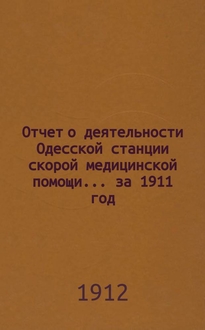 Отчет о деятельности
Одесской станции
скорой медицинской
помощи... за 1911
год
1912